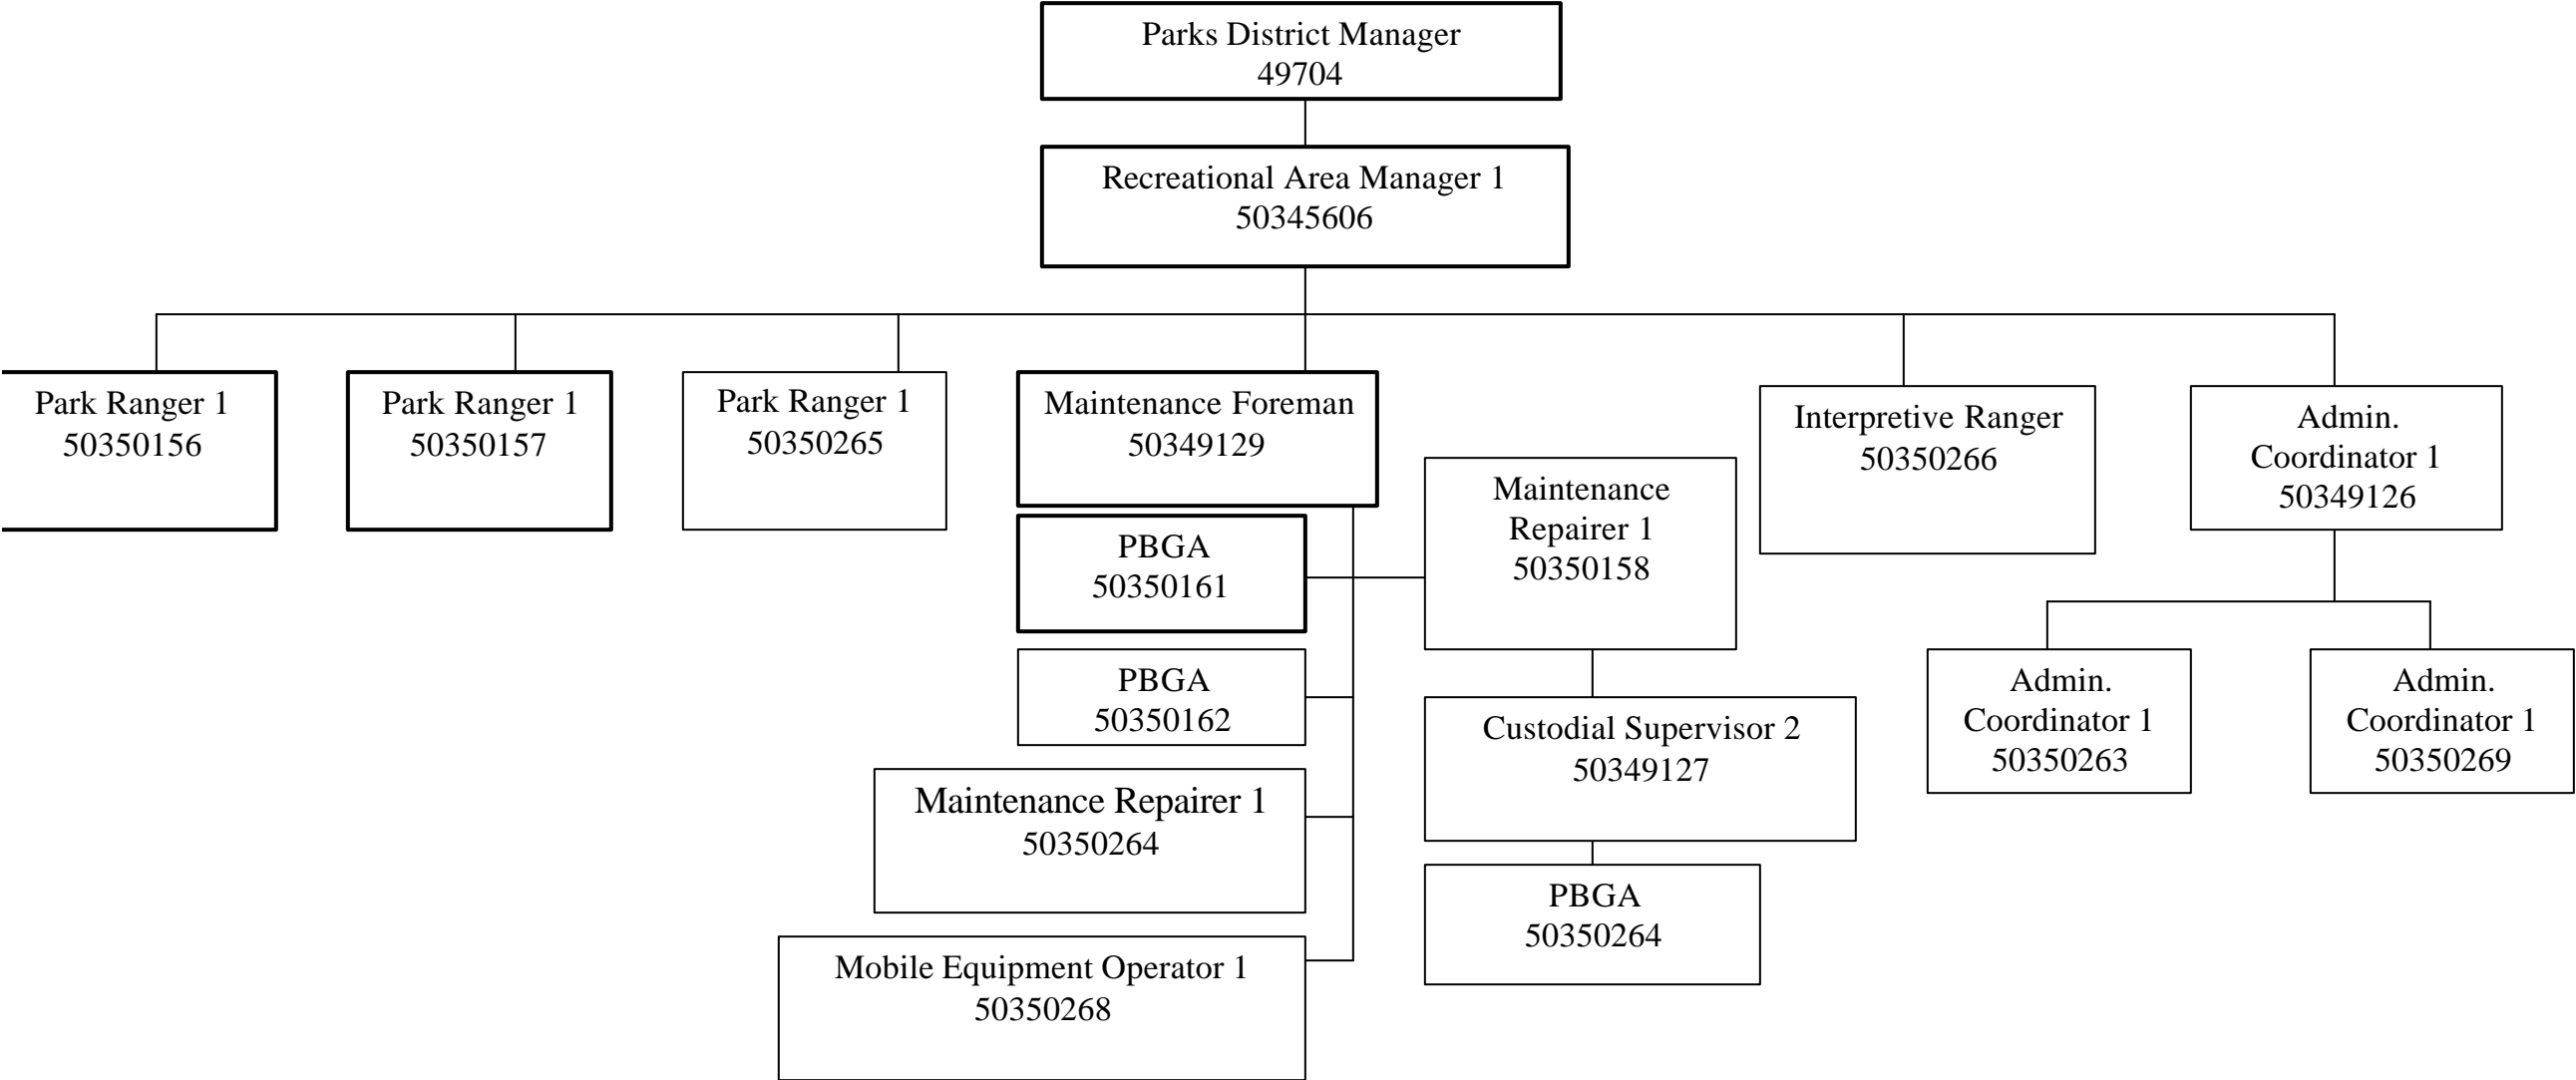 Parks District Manager
49704
Recreational Area Manager 1
50345606
Park Ranger 1
50350156
Park Ranger 1
50350157
Park Ranger 1
50350265
Maintenance Foreman
50349129
Interpretive Ranger
50350266
Admin.
Coordinator 1
50349126
PBGA
50350161
Maintenance
Repairer 1
50350158
PBGA
50350162
Custodial Supervisor 2
50349127
Admin.
Coordinator 1
50350263
Admin.
Coordinator 1
50350269
Maintenance Repairer 1
50350264
PBGA
50350264
Mobile Equipment Operator 1
50350268